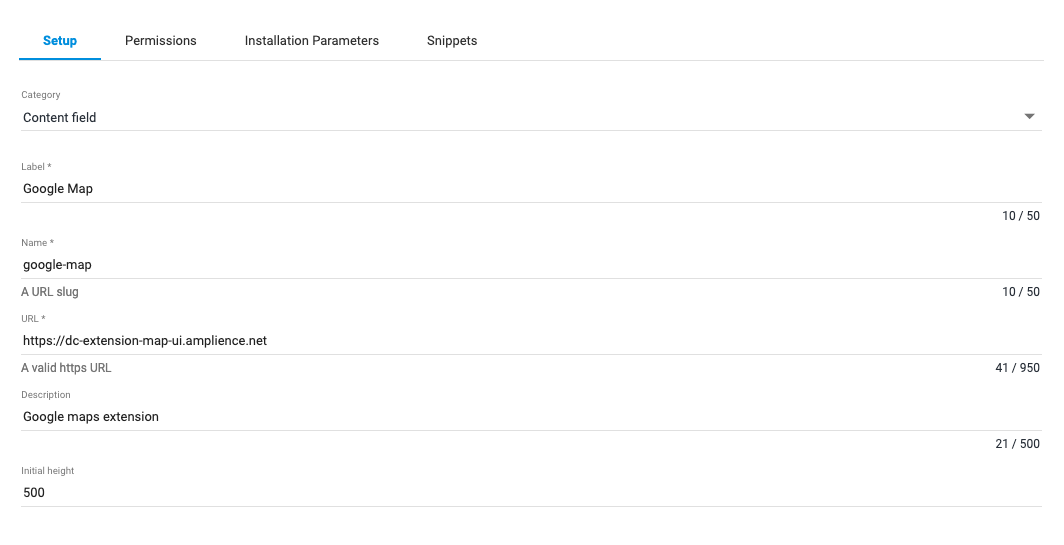 Setup Permissions Installation Parameters Snippets
Category
Content field
Label *
Google Map
10 / 50
Name *
google-map
A URL slug 10 / 50
URL *
https://dc-extension-map-ui.amplience.net
A valid https URL 41 / 950
Description
Google maps extension
21 / 500
Initial height
500